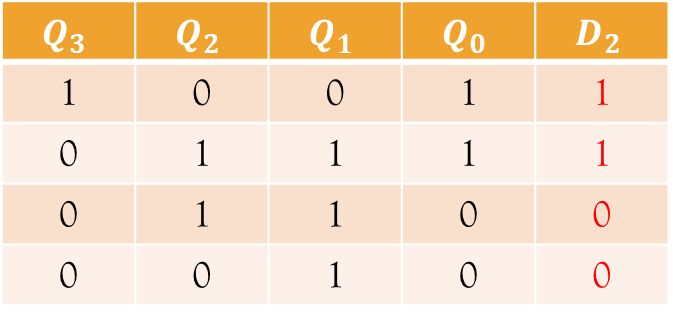 Q₃ Q₂ Q₁ Q₀ D₂
1 0 0 1 1
0 1 1 1 1
0 1 1 0 0
0 0 1 0 0